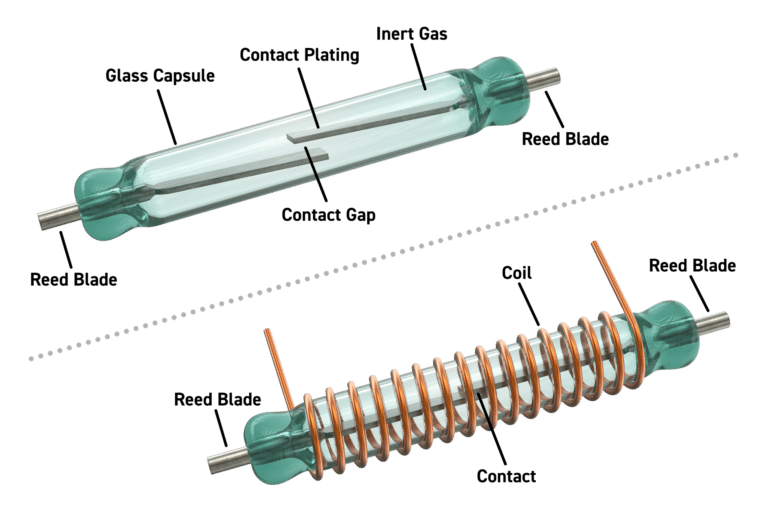 Inert Gas
Contact Plating
Glass Capsule
Reed Blade
Contact Gap
Reed Blade
Coil
Reed Blade
Reed Blade
Contact